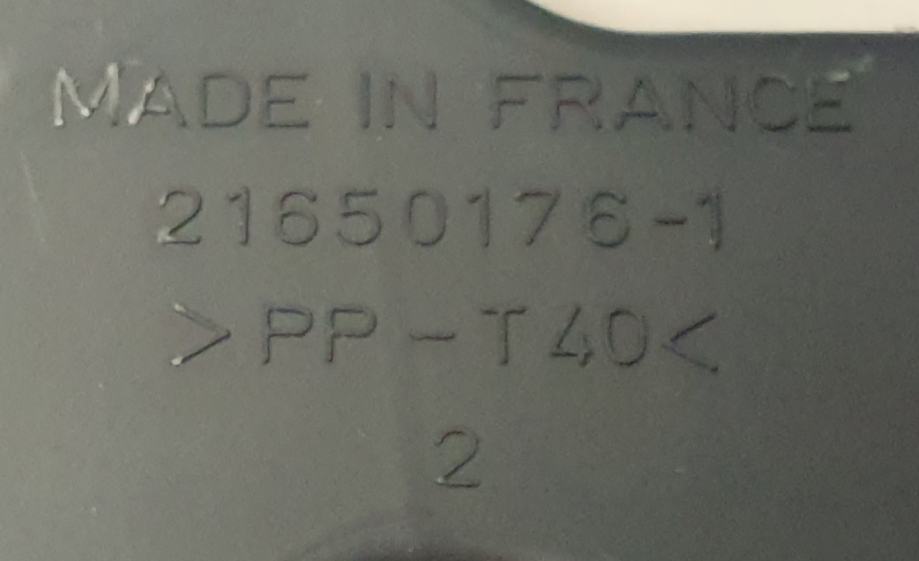 MADE IN FRANCE
21650176-1
>PP-T40<
2